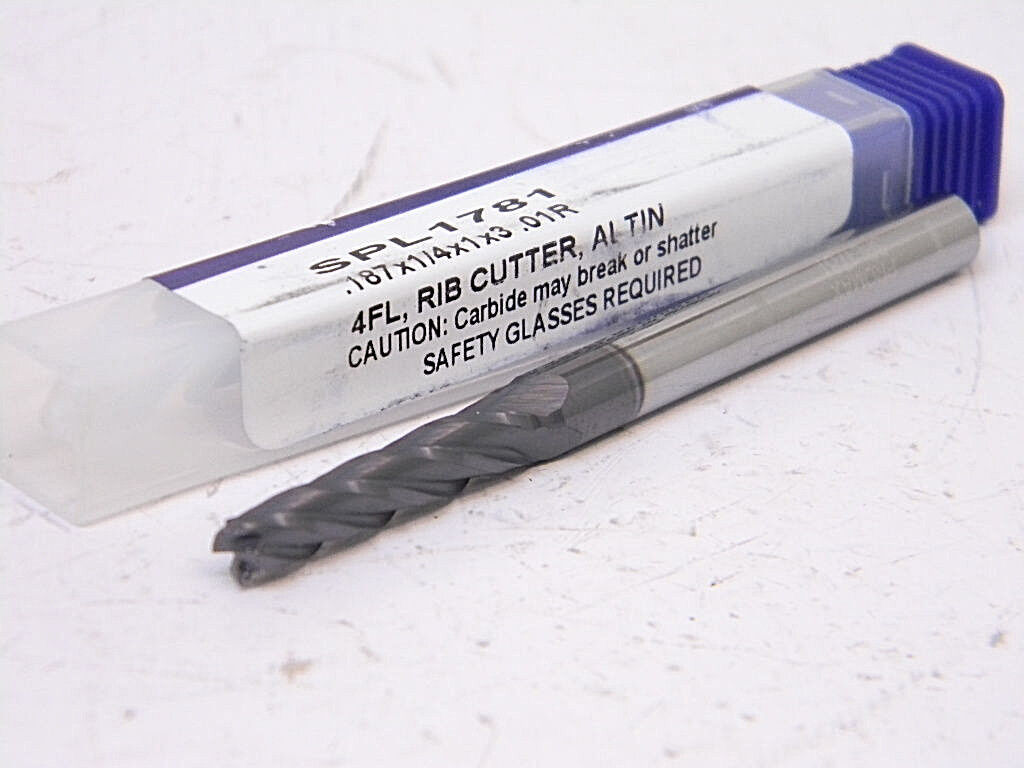 SPL1781
.187x1/4x1x3 .01R
4FL, RIB CUTTER, ALTIN
CAUTION: Carbide may break or shatter
SAFETY GLASSES REQUIRED